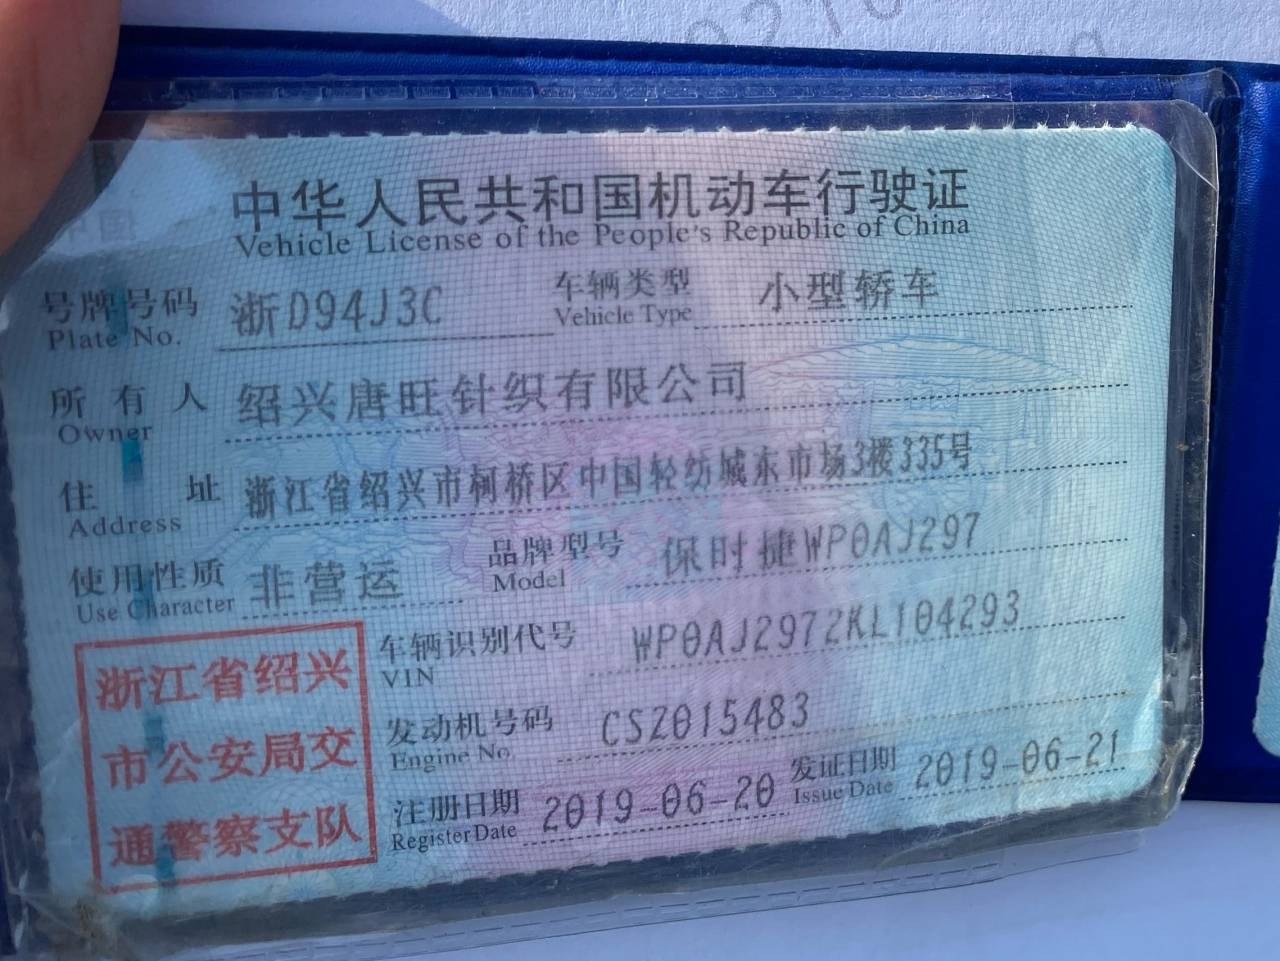 中华人民共和国机动车行驶证
Vehicle License of the People's Republic of China
号牌号码 浙D94J3C 车辆类型 小型轿车
Plate No. Vehicle Type
所有人 绍兴唐旺针织有限公司
Owner
住址 浙江省绍兴市柯桥区中国轻纺城东市场3楼335号
Address
使用性质 非营运 品牌型号 保时捷WP0AJ297
Use Character Model
浙江省绍兴
市公安局交
通警察支队
车辆识别代号 WP0AJ2972KL104293
VIN
发动机号码 CSZ015483
Engine No.
注册日期 2019-06-20 发证日期 2019-06-21
Register Date Issue Date